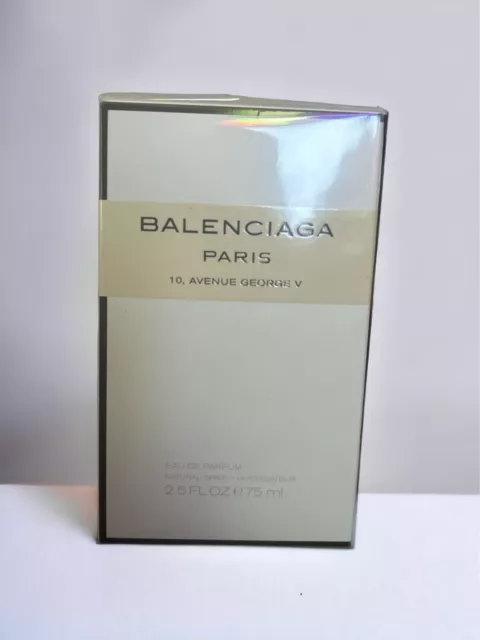 BALENCIAGA
PARIS
10, AVENUE GEORGE V
EAU DE PARFUM
NATURAL SPRAY - VAPORISATEUR
2.5 FL.OZ e 75 ml